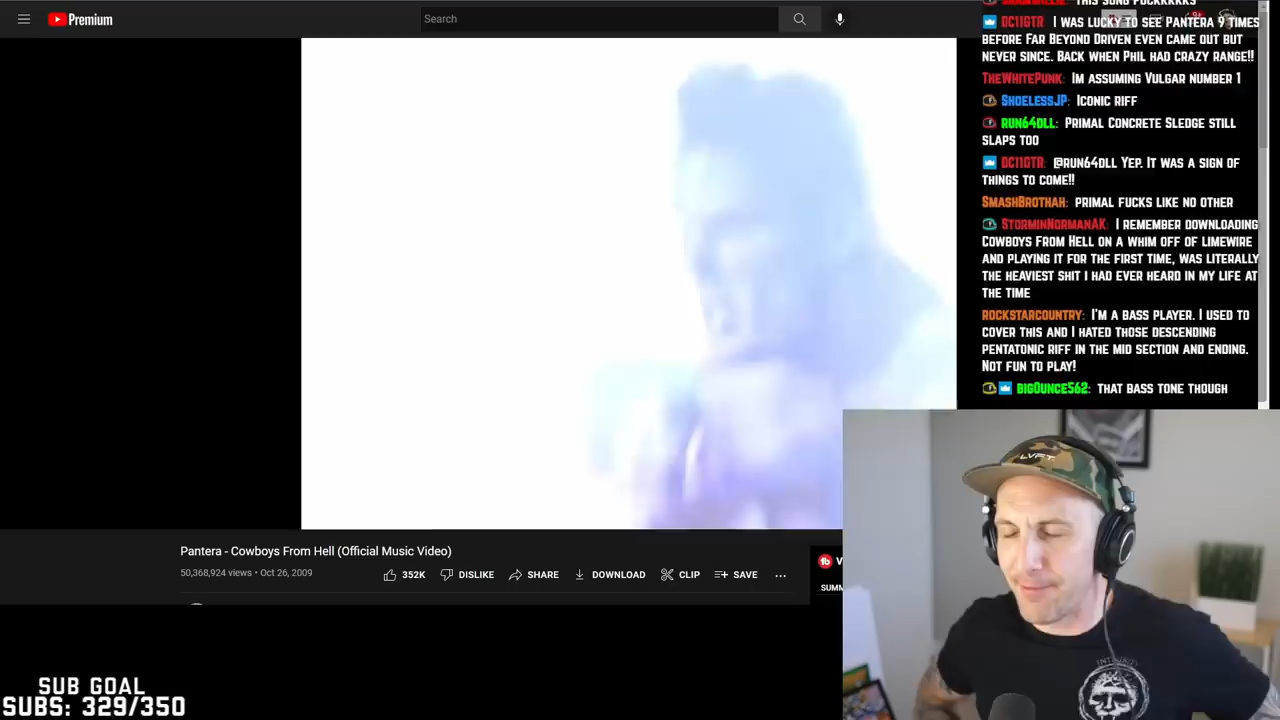 Premium
Search
THIS SONG FUCKKKKKS
DC11GTR I WAS LUCKY TO SEE PANTERA 9 TIMES
BEFORE FAR BEYOND DRIVEN EVEN CAME OUT BUT
NEVER SINCE. BACK WHEN PHIL HAD CRAZY RANGE!!
THEWHITEPUNK: IM ASSUMING VULGAR NUMBER 1
SHOELESSJP: ICONIC RIFF
RUN64DLL: PRIMAL CONCRETE SLEDGE STILL
SLAPS TOO
DC11GTR: @RUN64DLL YEP. IT WAS A SIGN OF
THINGS TO COME!!
SMASHBROTHAH: PRIMAL FUCKS LIKE NO OTHER
STORMINNORMANAK: I REMEMBER DOWNLOADING
COWBOYS FROM HELL ON A WHIM OFF OF LIMEWIRE
AND PLAYING IT FOR THE FIRST TIME, WAS LITERALLY
THE HEAVIEST SHIT I HAD EVER HEARD IN MY LIFE AT
THE TIME
ROCKSTARCOUNTRY: I'M A BASS PLAYER. I USED TO
COVER THIS AND I HATED THOSE DESCENDING
PENTATONIC RIFF IN THE MID SECTION AND ENDING.
NOT FUN TO PLAY!
BIGOUNCE562: THAT BASS TONE THOUGH
Pantera - Cowboys From Hell (Official Music Video)
50,368,924 views • Oct 26, 2009
352K DISLIKE SHARE DOWNLOAD CLIP SAVE
V
SUMM
LVFT.
SUB GOAL
SUBS: 329/350